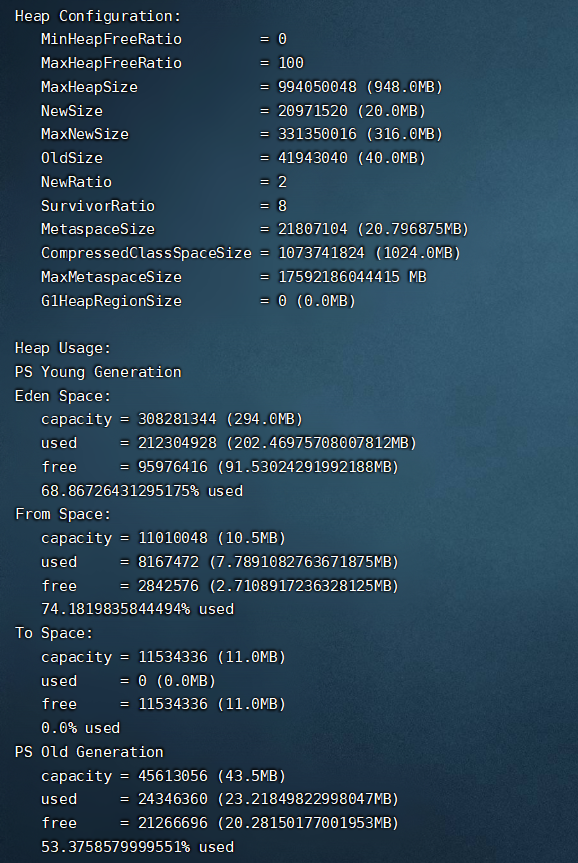 Heap Configuration:
   MinHeapFreeRatio         = 0
   MaxHeapFreeRatio         = 100
   MaxHeapSize              = 994050048 (948.0MB)
   NewSize                  = 20971520 (20.0MB)
   MaxNewSize               = 331350016 (316.0MB)
   OldSize                  = 41943040 (40.0MB)
   NewRatio                 = 2
   SurvivorRatio            = 8
   MetaspaceSize            = 21807104 (20.796875MB)
   CompressedClassSpaceSize = 1073741824 (1024.0MB)
   MaxMetaspaceSize         = 17592186044415 MB
   G1HeapRegionSize         = 0 (0.0MB)

Heap Usage:
PS Young Generation
Eden Space:
   capacity = 308281344 (294.0MB)
   used     = 212304928 (202.46975708007812MB)
   free     = 95976416 (91.53024291992188MB)
   68.86726431295175% used
From Space:
   capacity = 11010048 (10.5MB)
   used     = 8167472 (7.7891082763671875MB)
   free     = 2842576 (2.7108917236328125MB)
   74.1819835844494% used
To Space:
   capacity = 11534336 (11.0MB)
   used     = 0 (0.0MB)
   free     = 11534336 (11.0MB)
   0.0% used
PS Old Generation
   capacity = 45613056 (43.5MB)
   used     = 24346360 (23.21849822998047MB)
   free     = 21266696 (20.28150177001953MB)
   53.3758579999551% used